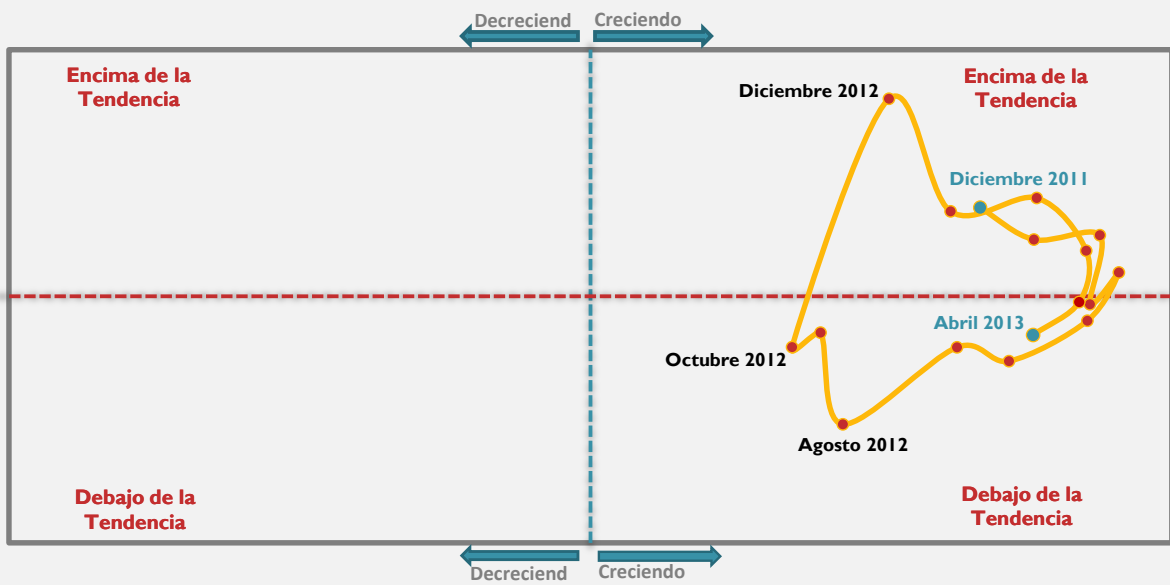 Decreciend Creciendo
Encima de la
Tendencia
Encima de la
Tendencia
Diciembre 2012
Diciembre 2011
Abril 2013
Octubre 2012
Agosto 2012
Debajo de la
Tendencia
Debajo de la
Tendencia
Decreciend Creciendo